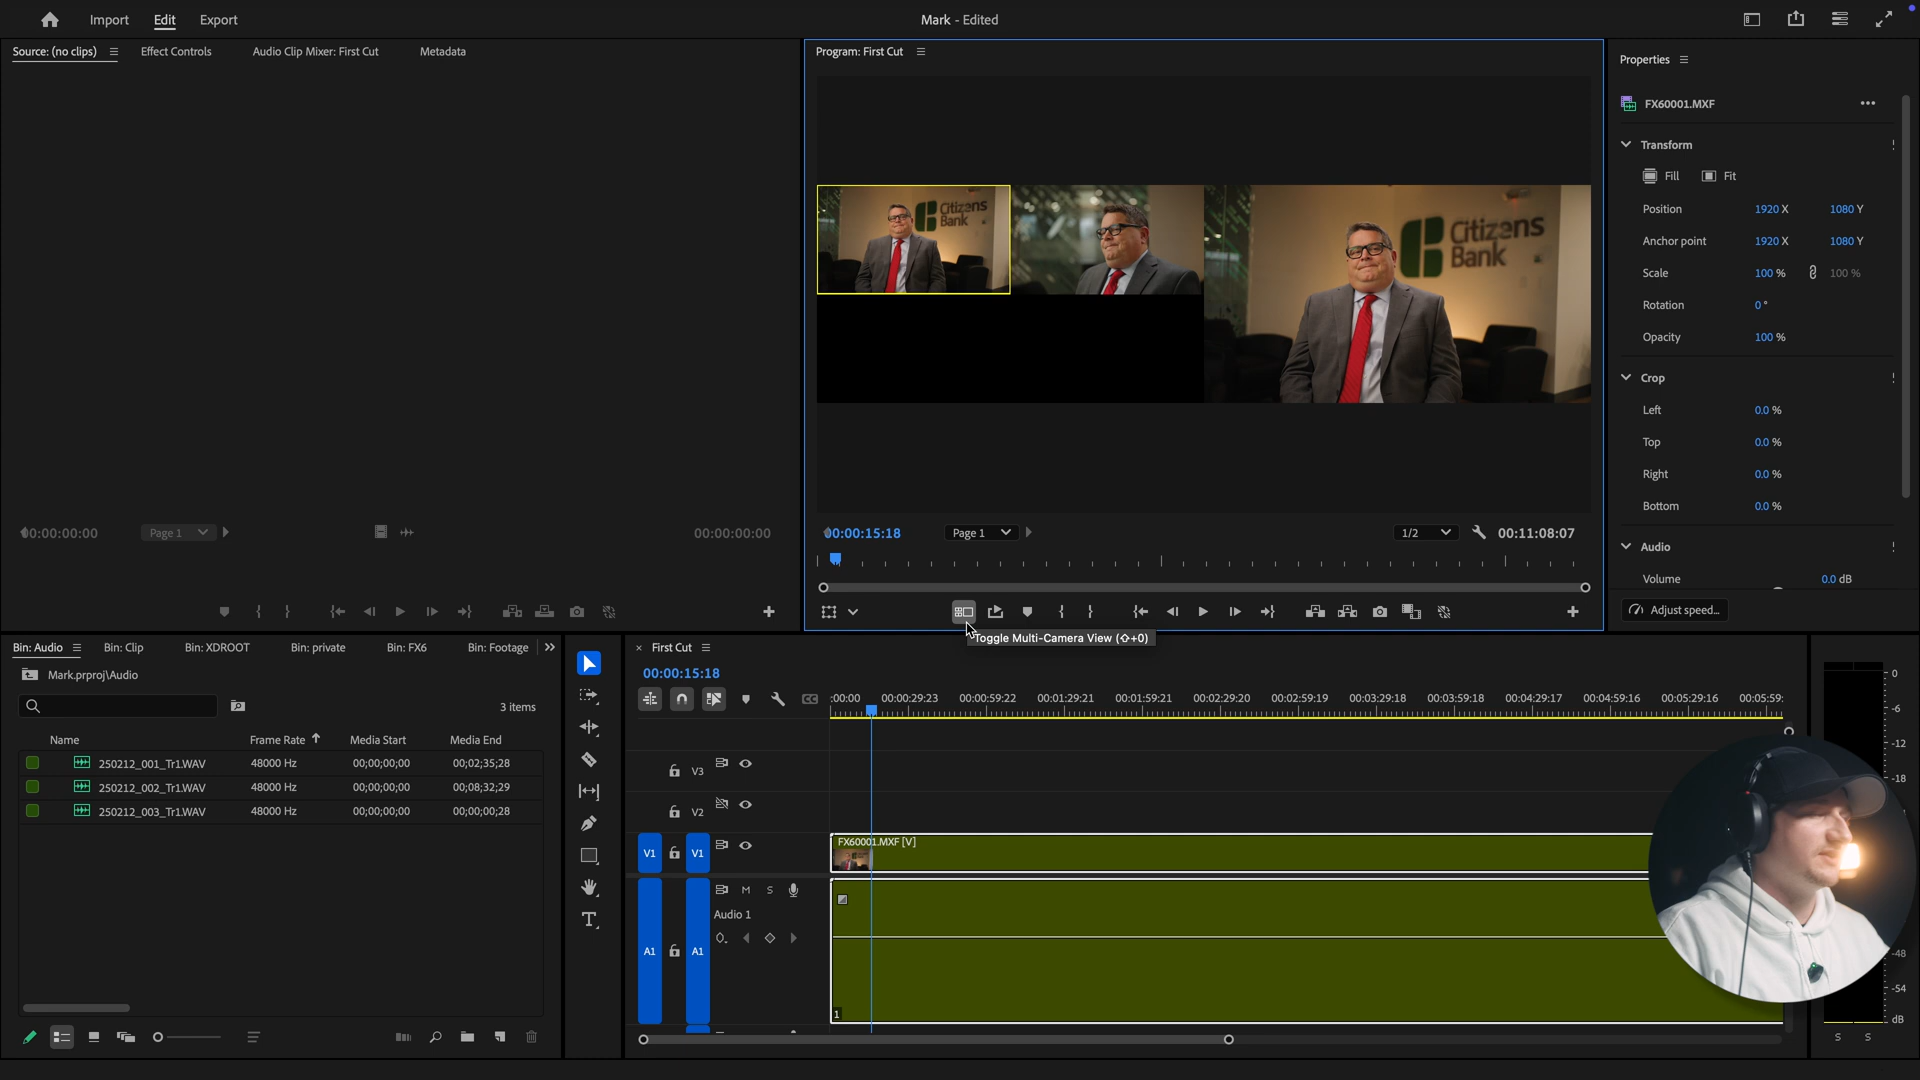 Import Edit Export
Mark - Edited
Source: (no clips) Effect Controls Audio Clip Mixer: First Cut Metadata
Program: First Cut
Properties
FX60001.MXF
Transform
Fill Fit
Position 1920 X 1080 Y
Anchor point 1920 X 1080 Y
Scale 100 % 100 %
Rotation 0 °
Opacity 100 %
Crop
Left 0.0 %
Top 0.0 %
Right 0.0 %
Bottom 0.0 %
Audio
Volume 0.0 dB
Adjust speed...
Citizens
Bank
Citizens
Bank
00:00:00:00 Page 1 00:00:00:00
00:00:15:18 Page 1 1/2 00:11:08:07
Toggle Multi-Camera View (⇧+0)
Bin: Audio Bin: Clip Bin: XDROOT Bin: private Bin: FX6 Bin: Footage
Mark.prproj\Audio
3 items
Name Frame Rate Media Start Media End
250212_001_Tr1.WAV 48000 Hz 00;00;00;00 00;02;35;28
250212_002_Tr1.WAV 48000 Hz 00;00;00;00 00;08;32;29
250212_003_Tr1.WAV 48000 Hz 00;00;00;00 00;00;00;28
× First Cut
00:00:15:18
:00:00 00:00:29:23 00:00:59:22 00:01:29:21 00:01:59:21 00:02:29:20 00:02:59:19 00:03:29:18 00:03:59:18 00:04:29:17 00:04:59:16 00:05:29:16 00:05:59:
V3
V2
V1 V1
FX60001.MXF [V]
A1 A1
M S
Audio 1
1
0
-6
-12
-18
-48
-54
dB
S S